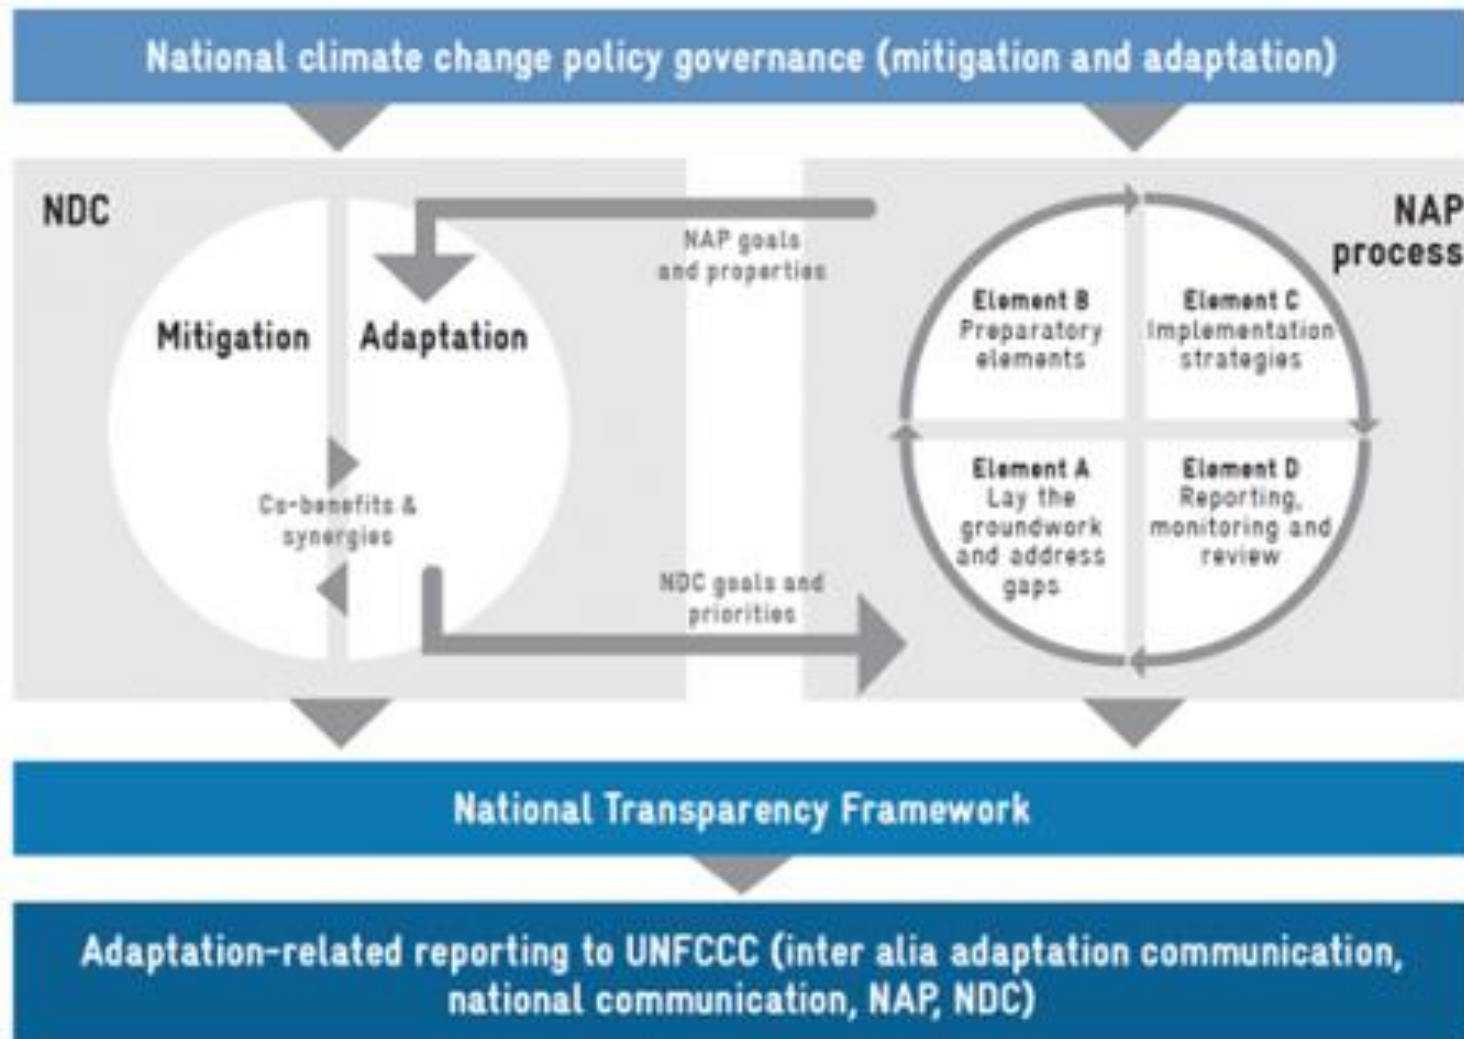 National climate change policy governance (mitigation and adaptation)
NDC
Mitigation
Adaptation
Co-benefits &
synergies
NAP goals
and properties
NDC goals and
priorities
NAP
process
Element B
Preparatory
elements
Element C
Implementation
strategies
Element A
Lay the
groundwork
and address
gaps
Element D
Reporting,
monitoring and
review
National Transparency Framework
Adaptation-related reporting to UNFCCC (inter alia adaptation communication,
national communication, NAP, NDC)